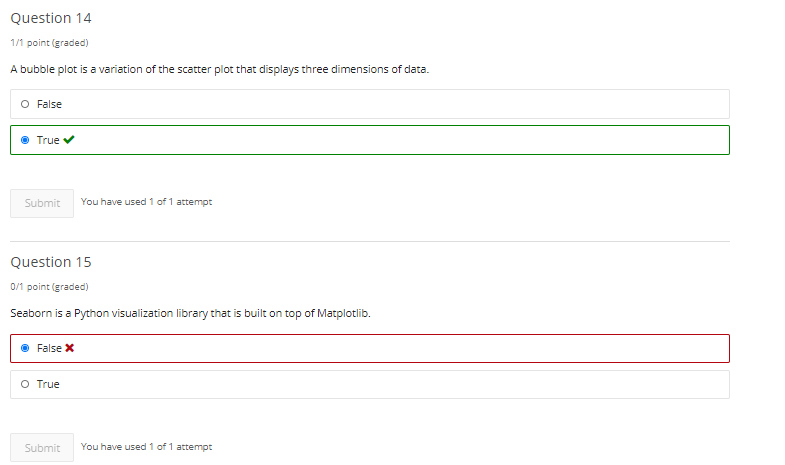 Question 14
1/1 point (graded)
A bubble plot is a variation of the scatter plot that displays three dimensions of data.
False
True
Submit You have used 1 of 1 attempt
Question 15
0/1 point (graded)
Seaborn is a Python visualization library that is built on top of Matplotlib.
False
True
Submit You have used 1 of 1 attempt